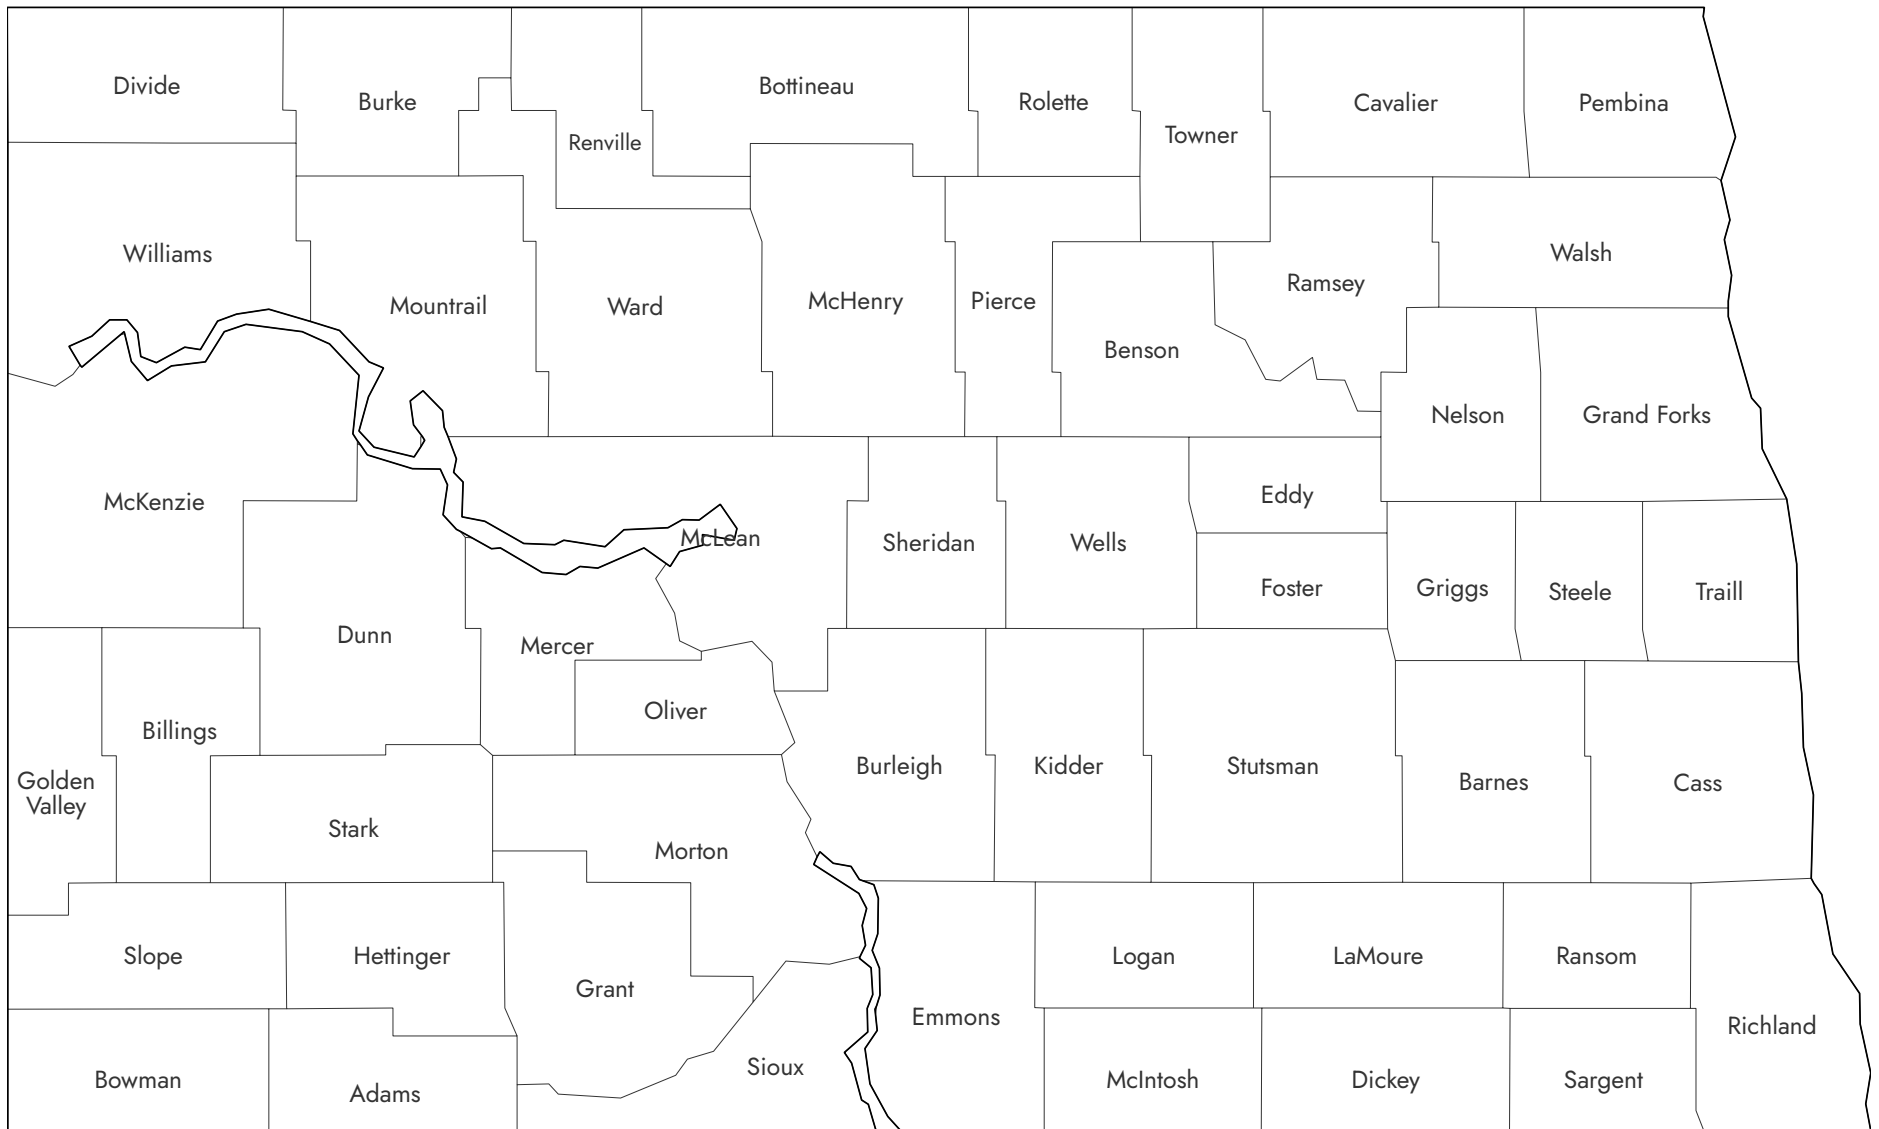 Divide
Burke
Renville
Bottineau
Rolette
Towner
Cavalier
Pembina
Williams
Mountrail
Ward
McHenry
Pierce
Benson
Ramsey
Walsh
McKenzie
Nelson
Grand Forks
McLean
Sheridan
Wells
Eddy
Foster
Griggs
Steele
Traill
Dunn
Mercer
Oliver
Billings
Golden
Valley
Stark
Morton
Burleigh
Kidder
Stutsman
Barnes
Cass
Slope
Hettinger
Grant
Emmons
Logan
LaMoure
Ransom
Richland
Bowman
Adams
Sioux
McIntosh
Dickey
Sargent